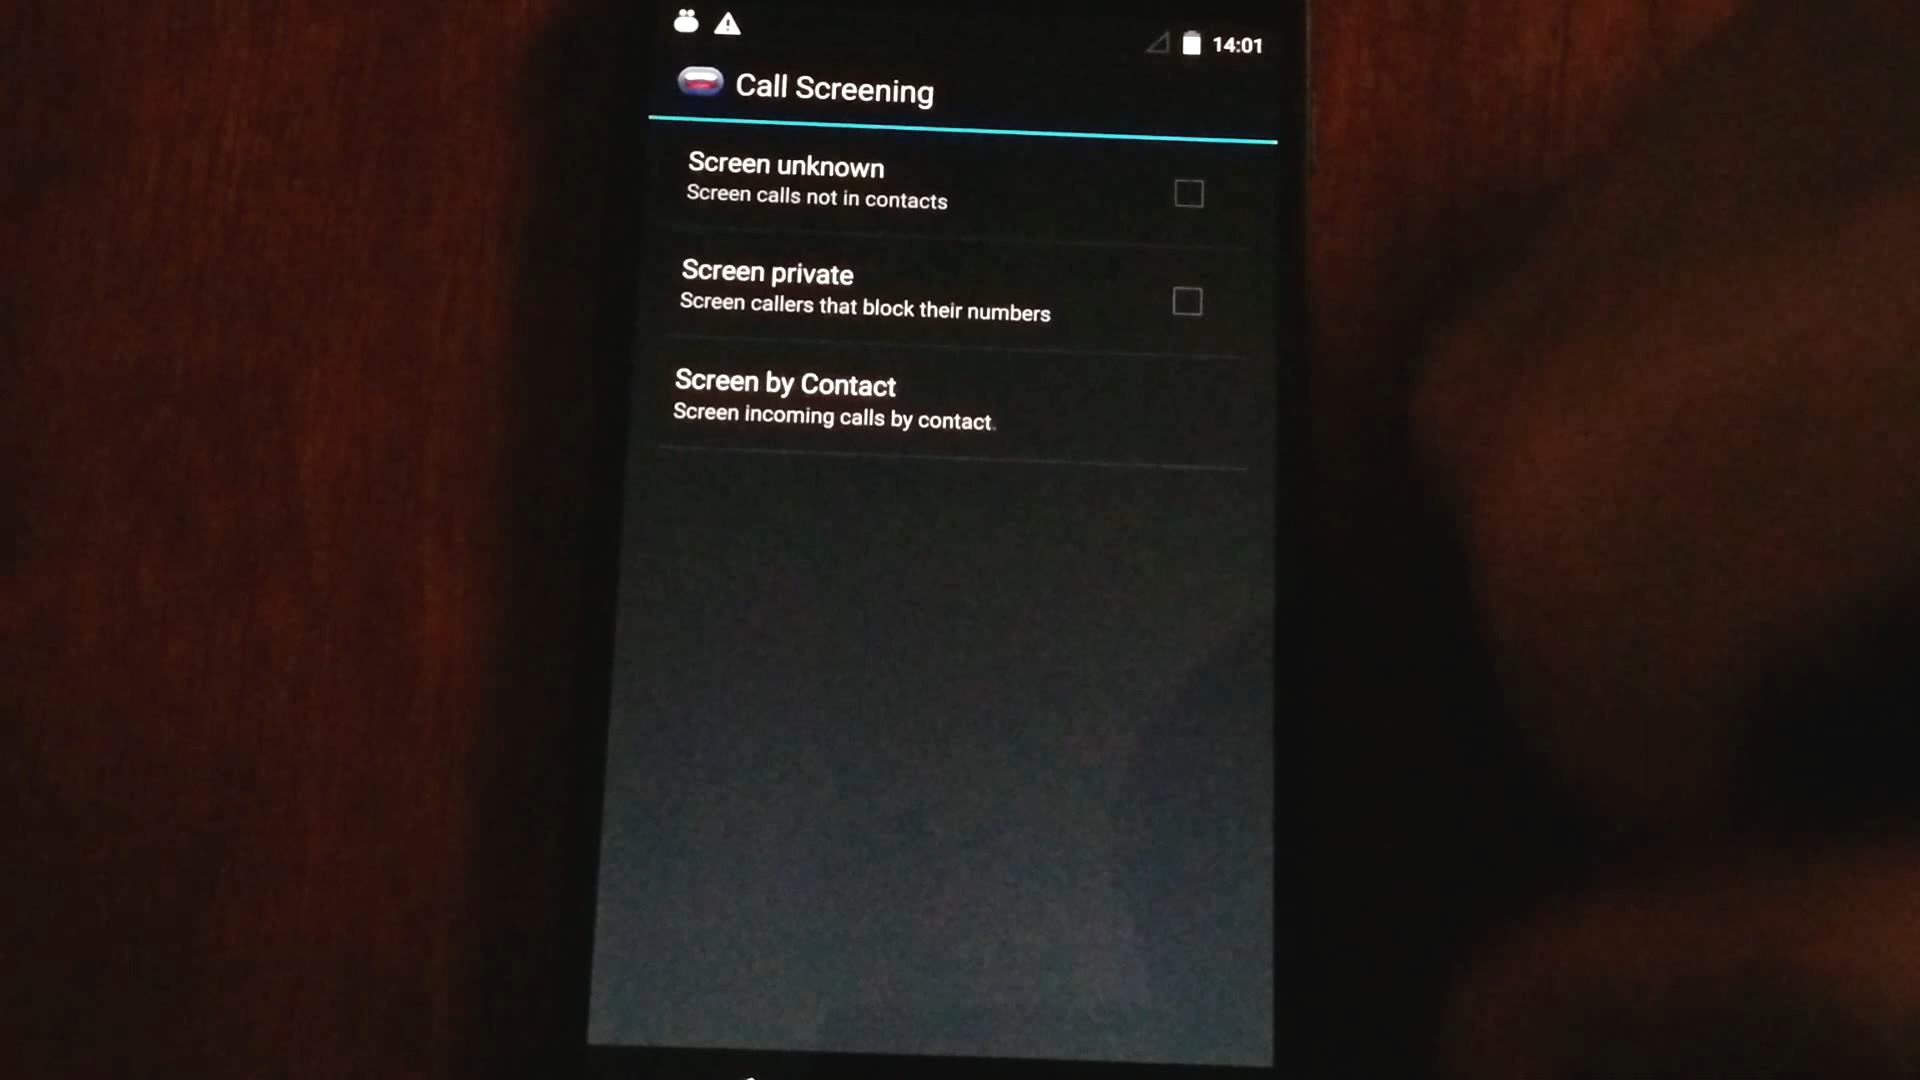 14:01
Call Screening
Screen unknown
Screen calls not in contacts
Screen private
Screen callers that block their numbers
Screen by Contact
Screen incoming calls by contact.